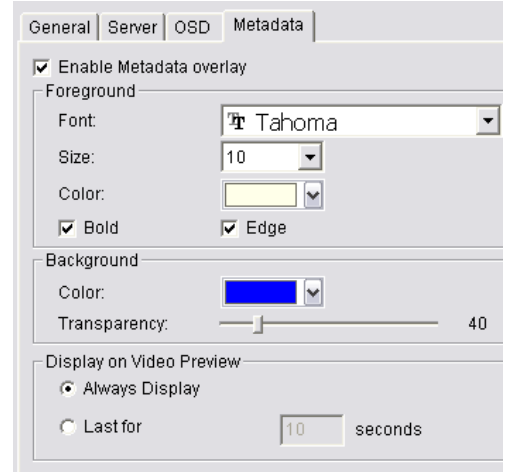 General Server OSD Metadata
Enable Metadata overlay
Foreground
Font: Tahoma
Size: 10
Color:
Bold Edge
Background
Color:
Transparency: 40
Display on Video Preview
Always Display
Last for 10 seconds